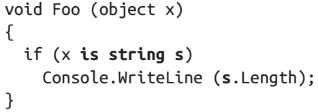 void Foo (object x)
{
  if (x is string s)
    Console.WriteLine (s.Length);
}